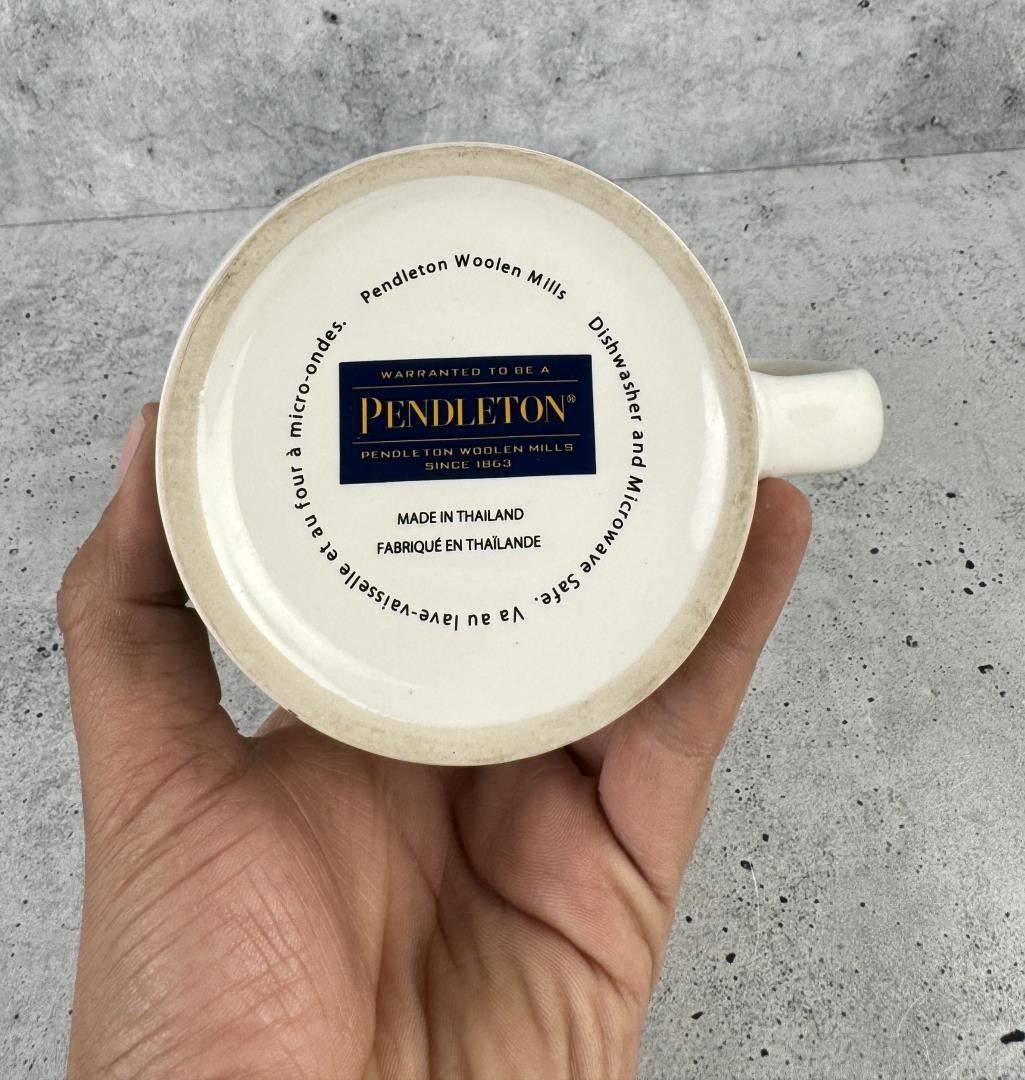 Pendleton Woolen Mills
Dishwasher and Microwave Safe. Va au lave-vaisselle et au four à micro-ondes.
WARRANTED TO BE A
PENDLETON®
PENDLETON WOOLEN MILLS
SINCE 1863
MADE IN THAILAND
FABRIQUÉ EN THAÏLANDE